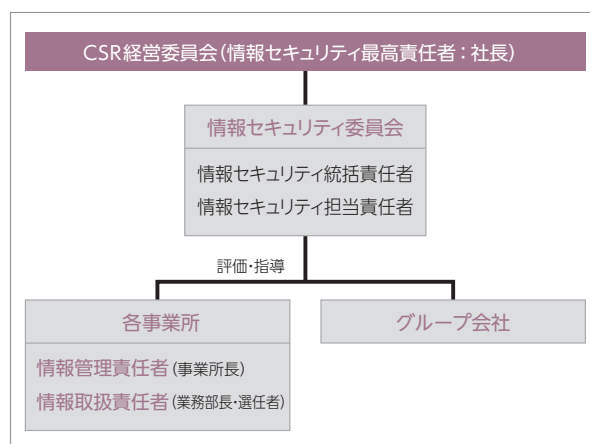 CSR経営委員会（情報セキュリティ最高責任者：社長）
情報セキュリティ委員会
情報セキュリティ統括責任者
情報セキュリティ担当責任者
評価・指導
各事業所
情報管理責任者（事業所長）
情報取扱責任者（業務部長・選任者）
グループ会社